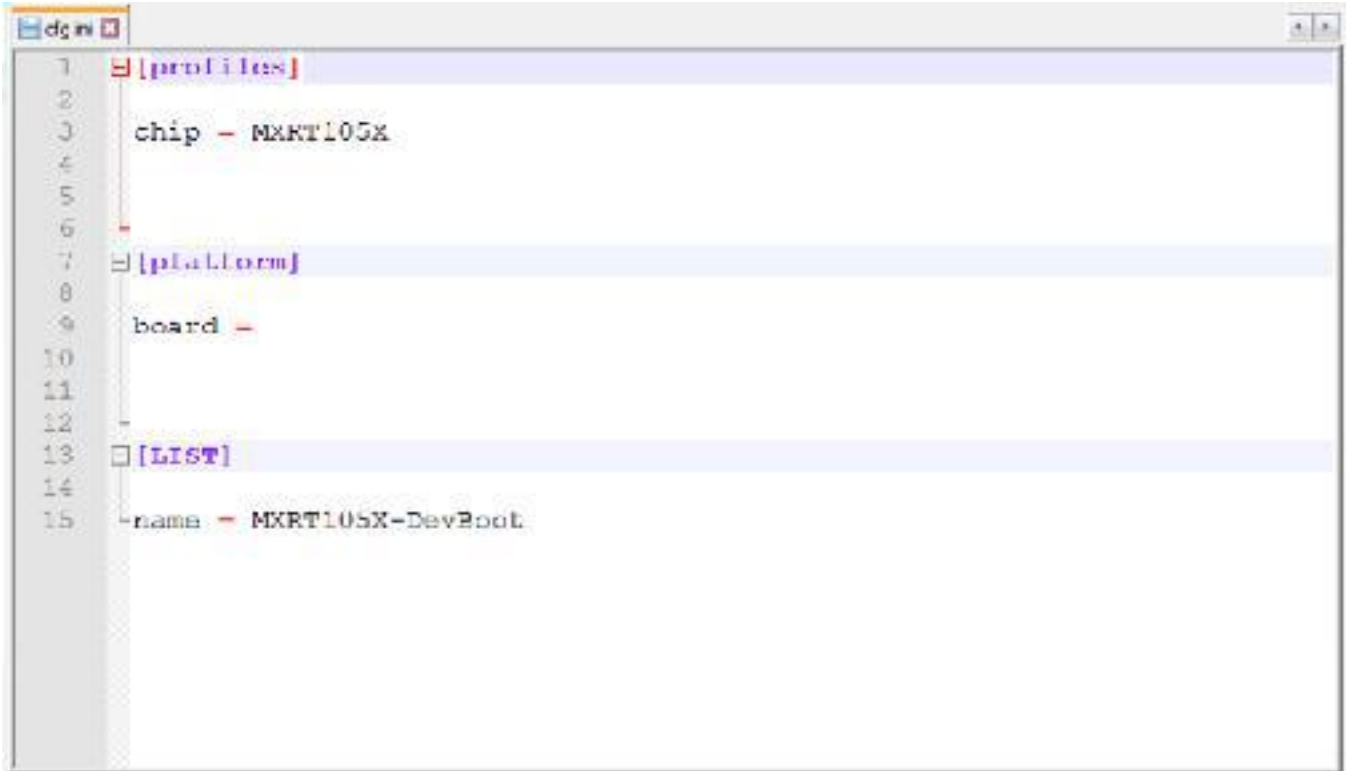 cfg.ini
1 [profiles]
2
3 chip = MXRT105X
4
5
6
7 [platform]
8
9 board =
10
11
12
13 [LIST]
14
15 name = MXRT105X-DevBoot